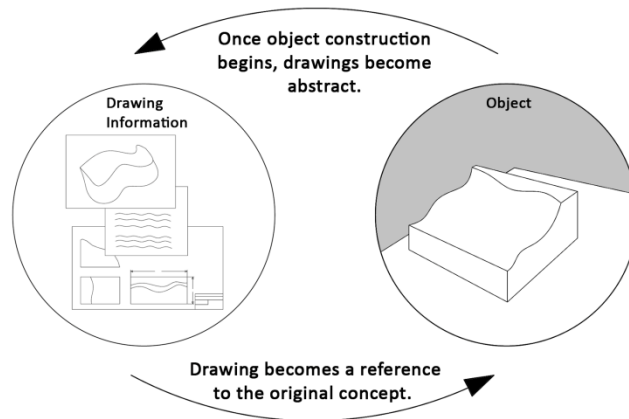 Once object construction
begins, drawings become
abstract.
Drawing
Information
Object
Drawing becomes a reference
to the original concept.